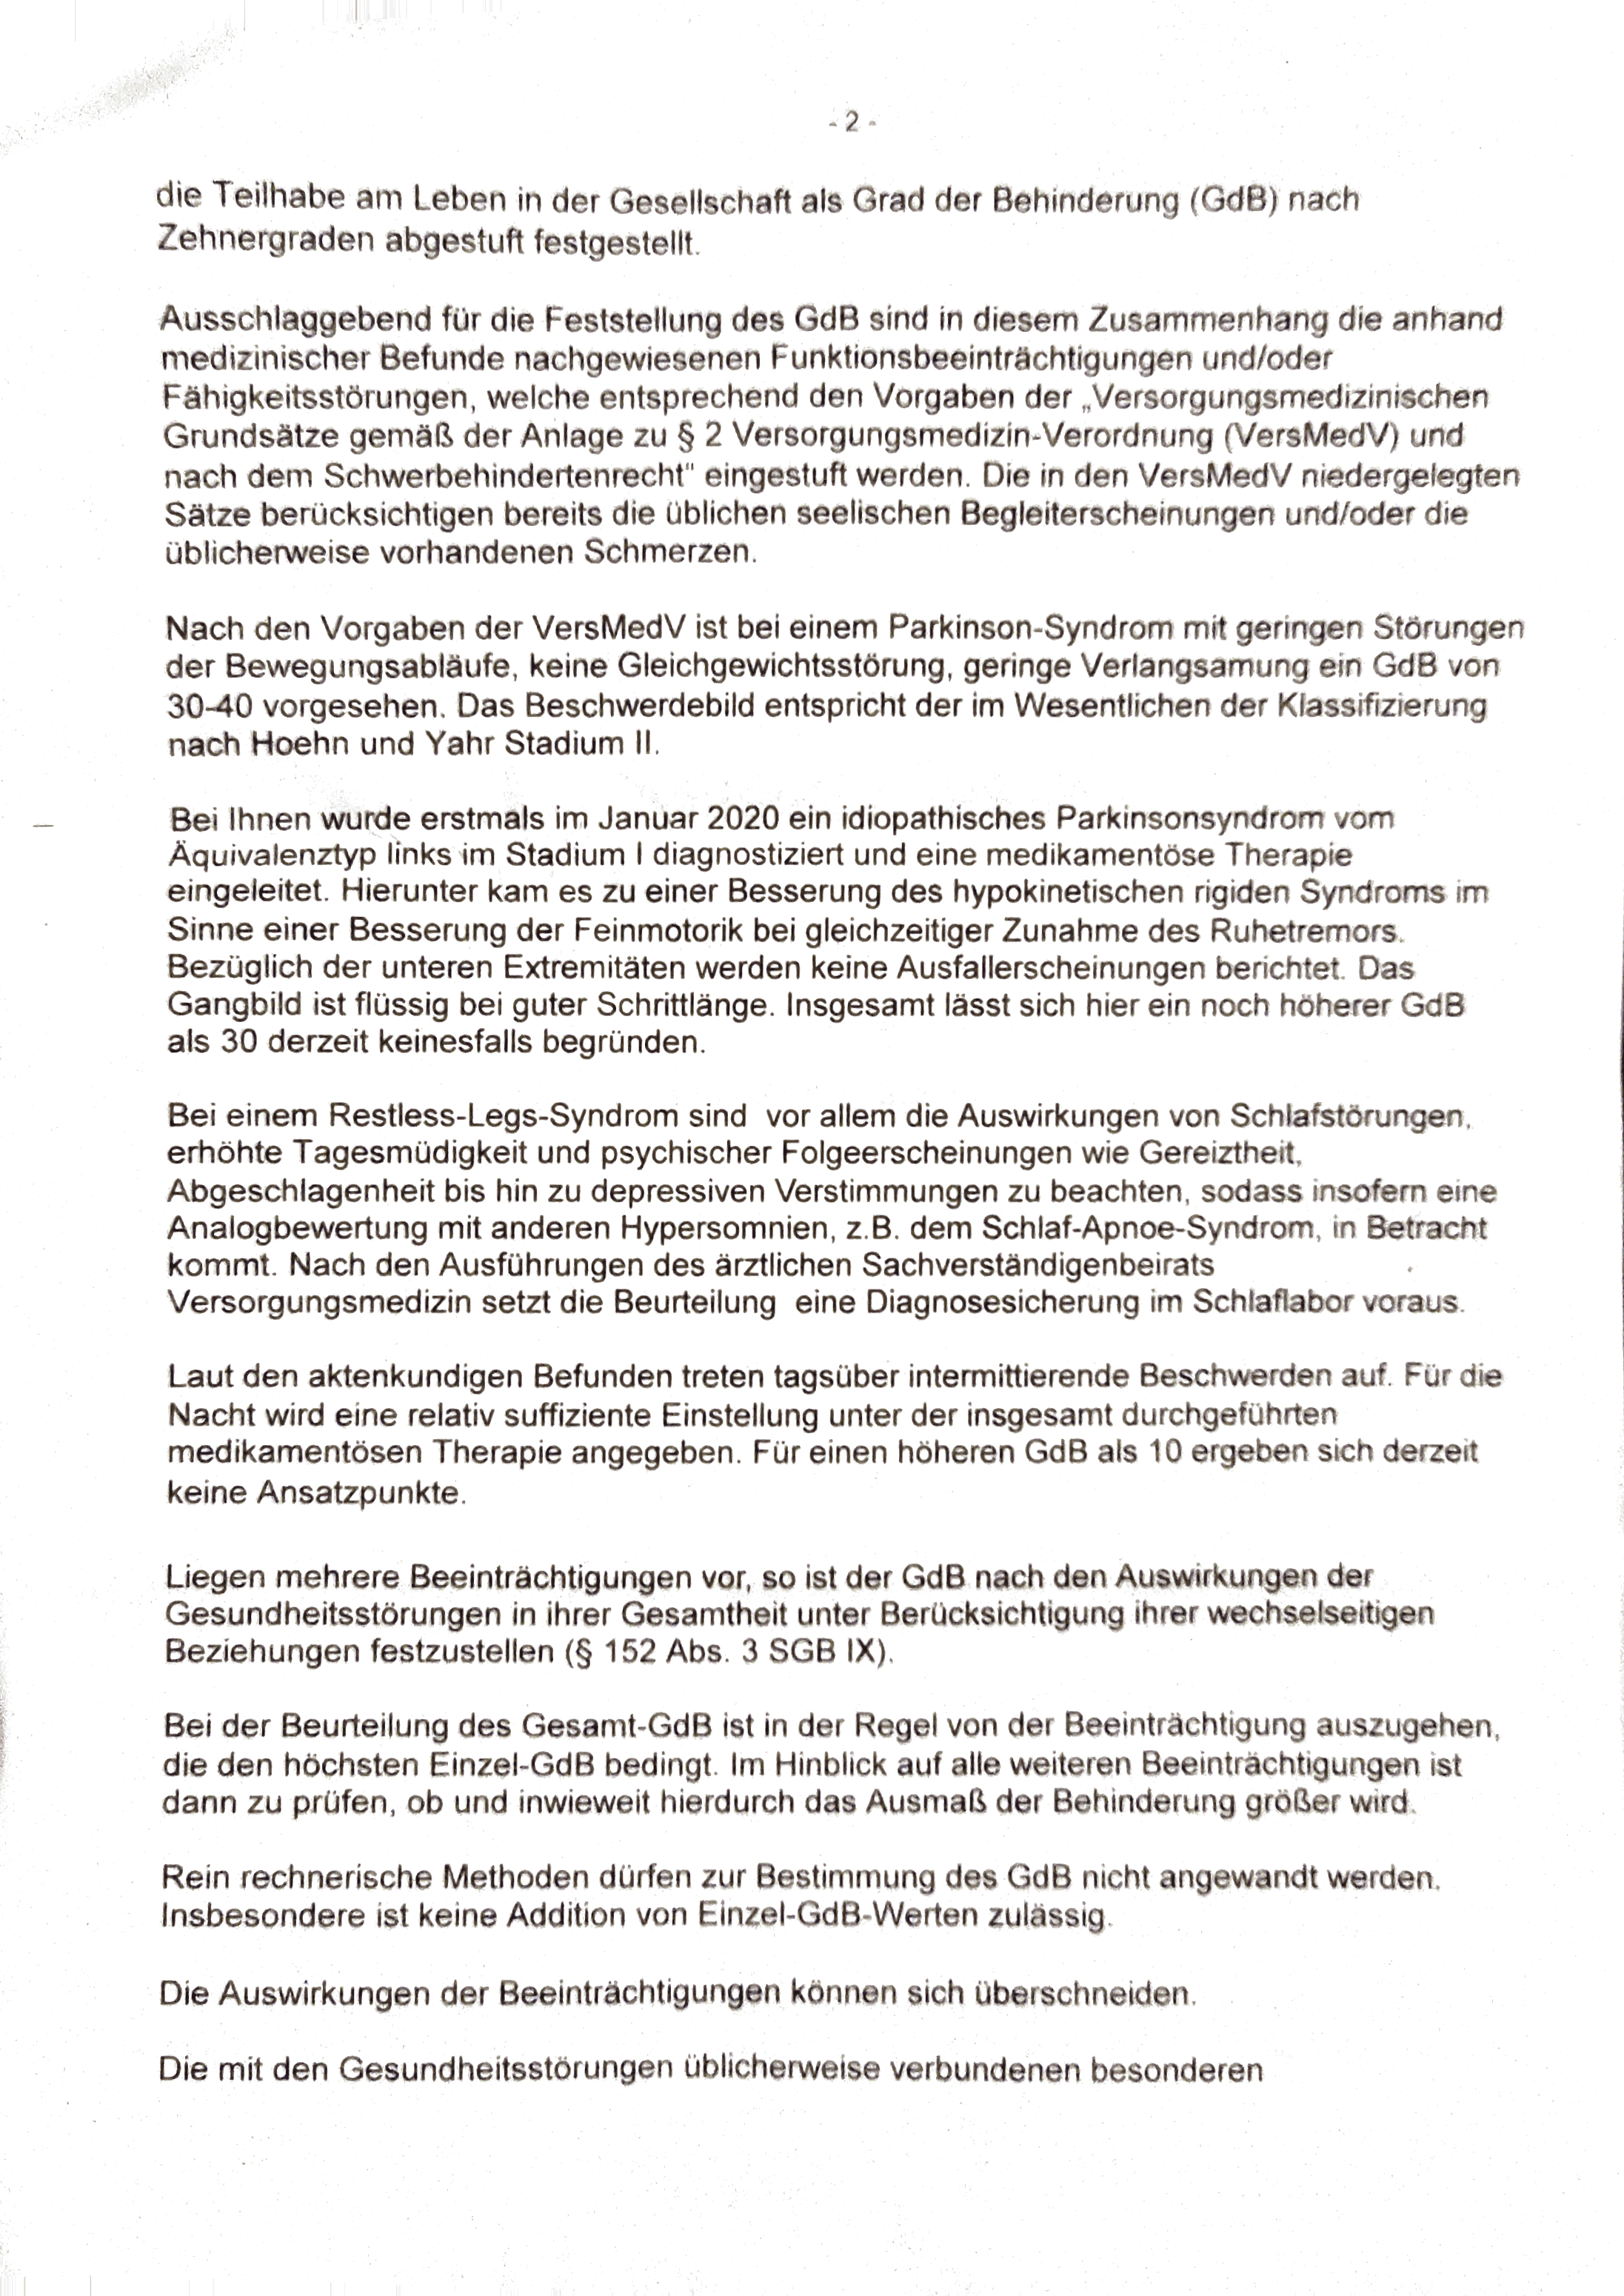 - 2 -
die Teilhabe am Leben in der Gesellschaft als Grad der Behinderung (GdB) nach
Zehnergraden abgestuft festgestellt.
Ausschlaggebend für die Feststellung des GdB sind in diesem Zusammenhang die anhand
medizinischer Befunde nachgewiesenen Funktionsbeeinträchtigungen und/oder
Fähigkeitsstörungen, welche entsprechend den Vorgaben der „Versorgungsmedizinischen
Grundsätze gemäß der Anlage zu § 2 Versorgungsmedizin-Verordnung (VersMedV) und
nach dem Schwerbehindertenrecht" eingestuft werden. Die in den VersMedV niedergelegten
Sätze berücksichtigen bereits die üblichen seelischen Begleiterscheinungen und/oder die
üblicherweise vorhandenen Schmerzen.
Nach den Vorgaben der VersMedV ist bei einem Parkinson-Syndrom mit geringen Störungen
der Bewegungsabläufe, keine Gleichgewichtsstörung, geringe Verlangsamung ein GdB von
30-40 vorgesehen. Das Beschwerdebild entspricht der im Wesentlichen der Klassifizierung
nach Hoehn und Yahr Stadium II.
Bei Ihnen wurde erstmals im Januar 2020 ein idiopathisches Parkinsonsyndrom vom
Äquivalenztyp links im Stadium I diagnostiziert und eine medikamentöse Therapie
eingeleitet. Hierunter kam es zu einer Besserung des hypokinetischen rigiden Syndroms im
Sinne einer Besserung der Feinmotorik bei gleichzeitiger Zunahme des Ruhetremors.
Bezüglich der unteren Extremitäten werden keine Ausfallerscheinungen berichtet. Das
Gangbild ist flüssig bei guter Schrittlänge. Insgesamt lässt sich hier ein noch höherer GdB
als 30 derzeit keinesfalls begründen.
Bei einem Restless-Legs-Syndrom sind vor allem die Auswirkungen von Schlafstörungen,
erhöhte Tagesmüdigkeit und psychischer Folgeerscheinungen wie Gereiztheit,
Abgeschlagenheit bis hin zu depressiven Verstimmungen zu beachten, sodass insofern eine
Analogbewertung mit anderen Hypersomnien, z.B. dem Schlaf-Apnoe-Syndrom, in Betracht
kommt. Nach den Ausführungen des ärztlichen Sachverständigenbeirats
Versorgungsmedizin setzt die Beurteilung eine Diagnosesicherung im Schlaflabor voraus.
Laut den aktenkundigen Befunden treten tagsüber intermittierende Beschwerden auf. Für die
Nacht wird eine relativ suffiziente Einstellung unter der insgesamt durchgeführten
medikamentösen Therapie angegeben. Für einen höheren GdB als 10 ergeben sich derzeit
keine Ansatzpunkte.
Liegen mehrere Beeinträchtigungen vor, so ist der GdB nach den Auswirkungen der
Gesundheitsstörungen in ihrer Gesamtheit unter Berücksichtigung ihrer wechselseitigen
Beziehungen festzustellen (§ 152 Abs. 3 SGB IX).
Bei der Beurteilung des Gesamt-GdB ist in der Regel von der Beeinträchtigung auszugehen,
die den höchsten Einzel-GdB bedingt. Im Hinblick auf alle weiteren Beeinträchtigungen ist
dann zu prüfen, ob und inwieweit hierdurch das Ausmaß der Behinderung größer wird.
Rein rechnerische Methoden dürfen zur Bestimmung des GdB nicht angewandt werden.
Insbesondere ist keine Addition von Einzel-GdB-Werten zulässig.
Die Auswirkungen der Beeinträchtigungen können sich überschneiden.
Die mit den Gesundheitsstörungen üblicherweise verbundenen besonderen